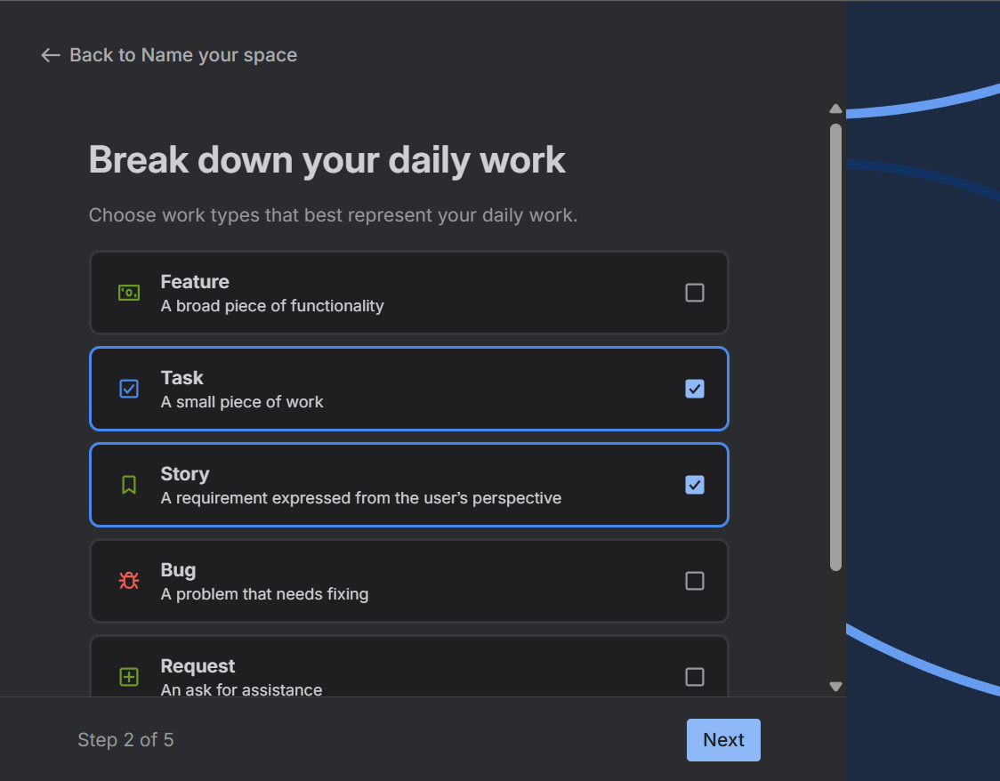 Back to Name your space
Break down your daily work
Choose work types that best represent your daily work.
Feature
A broad piece of functionality
Task
A small piece of work
Story
A requirement expressed from the user’s perspective
Bug
A problem that needs fixing
Request
An ask for assistance
Step 2 of 5
Next